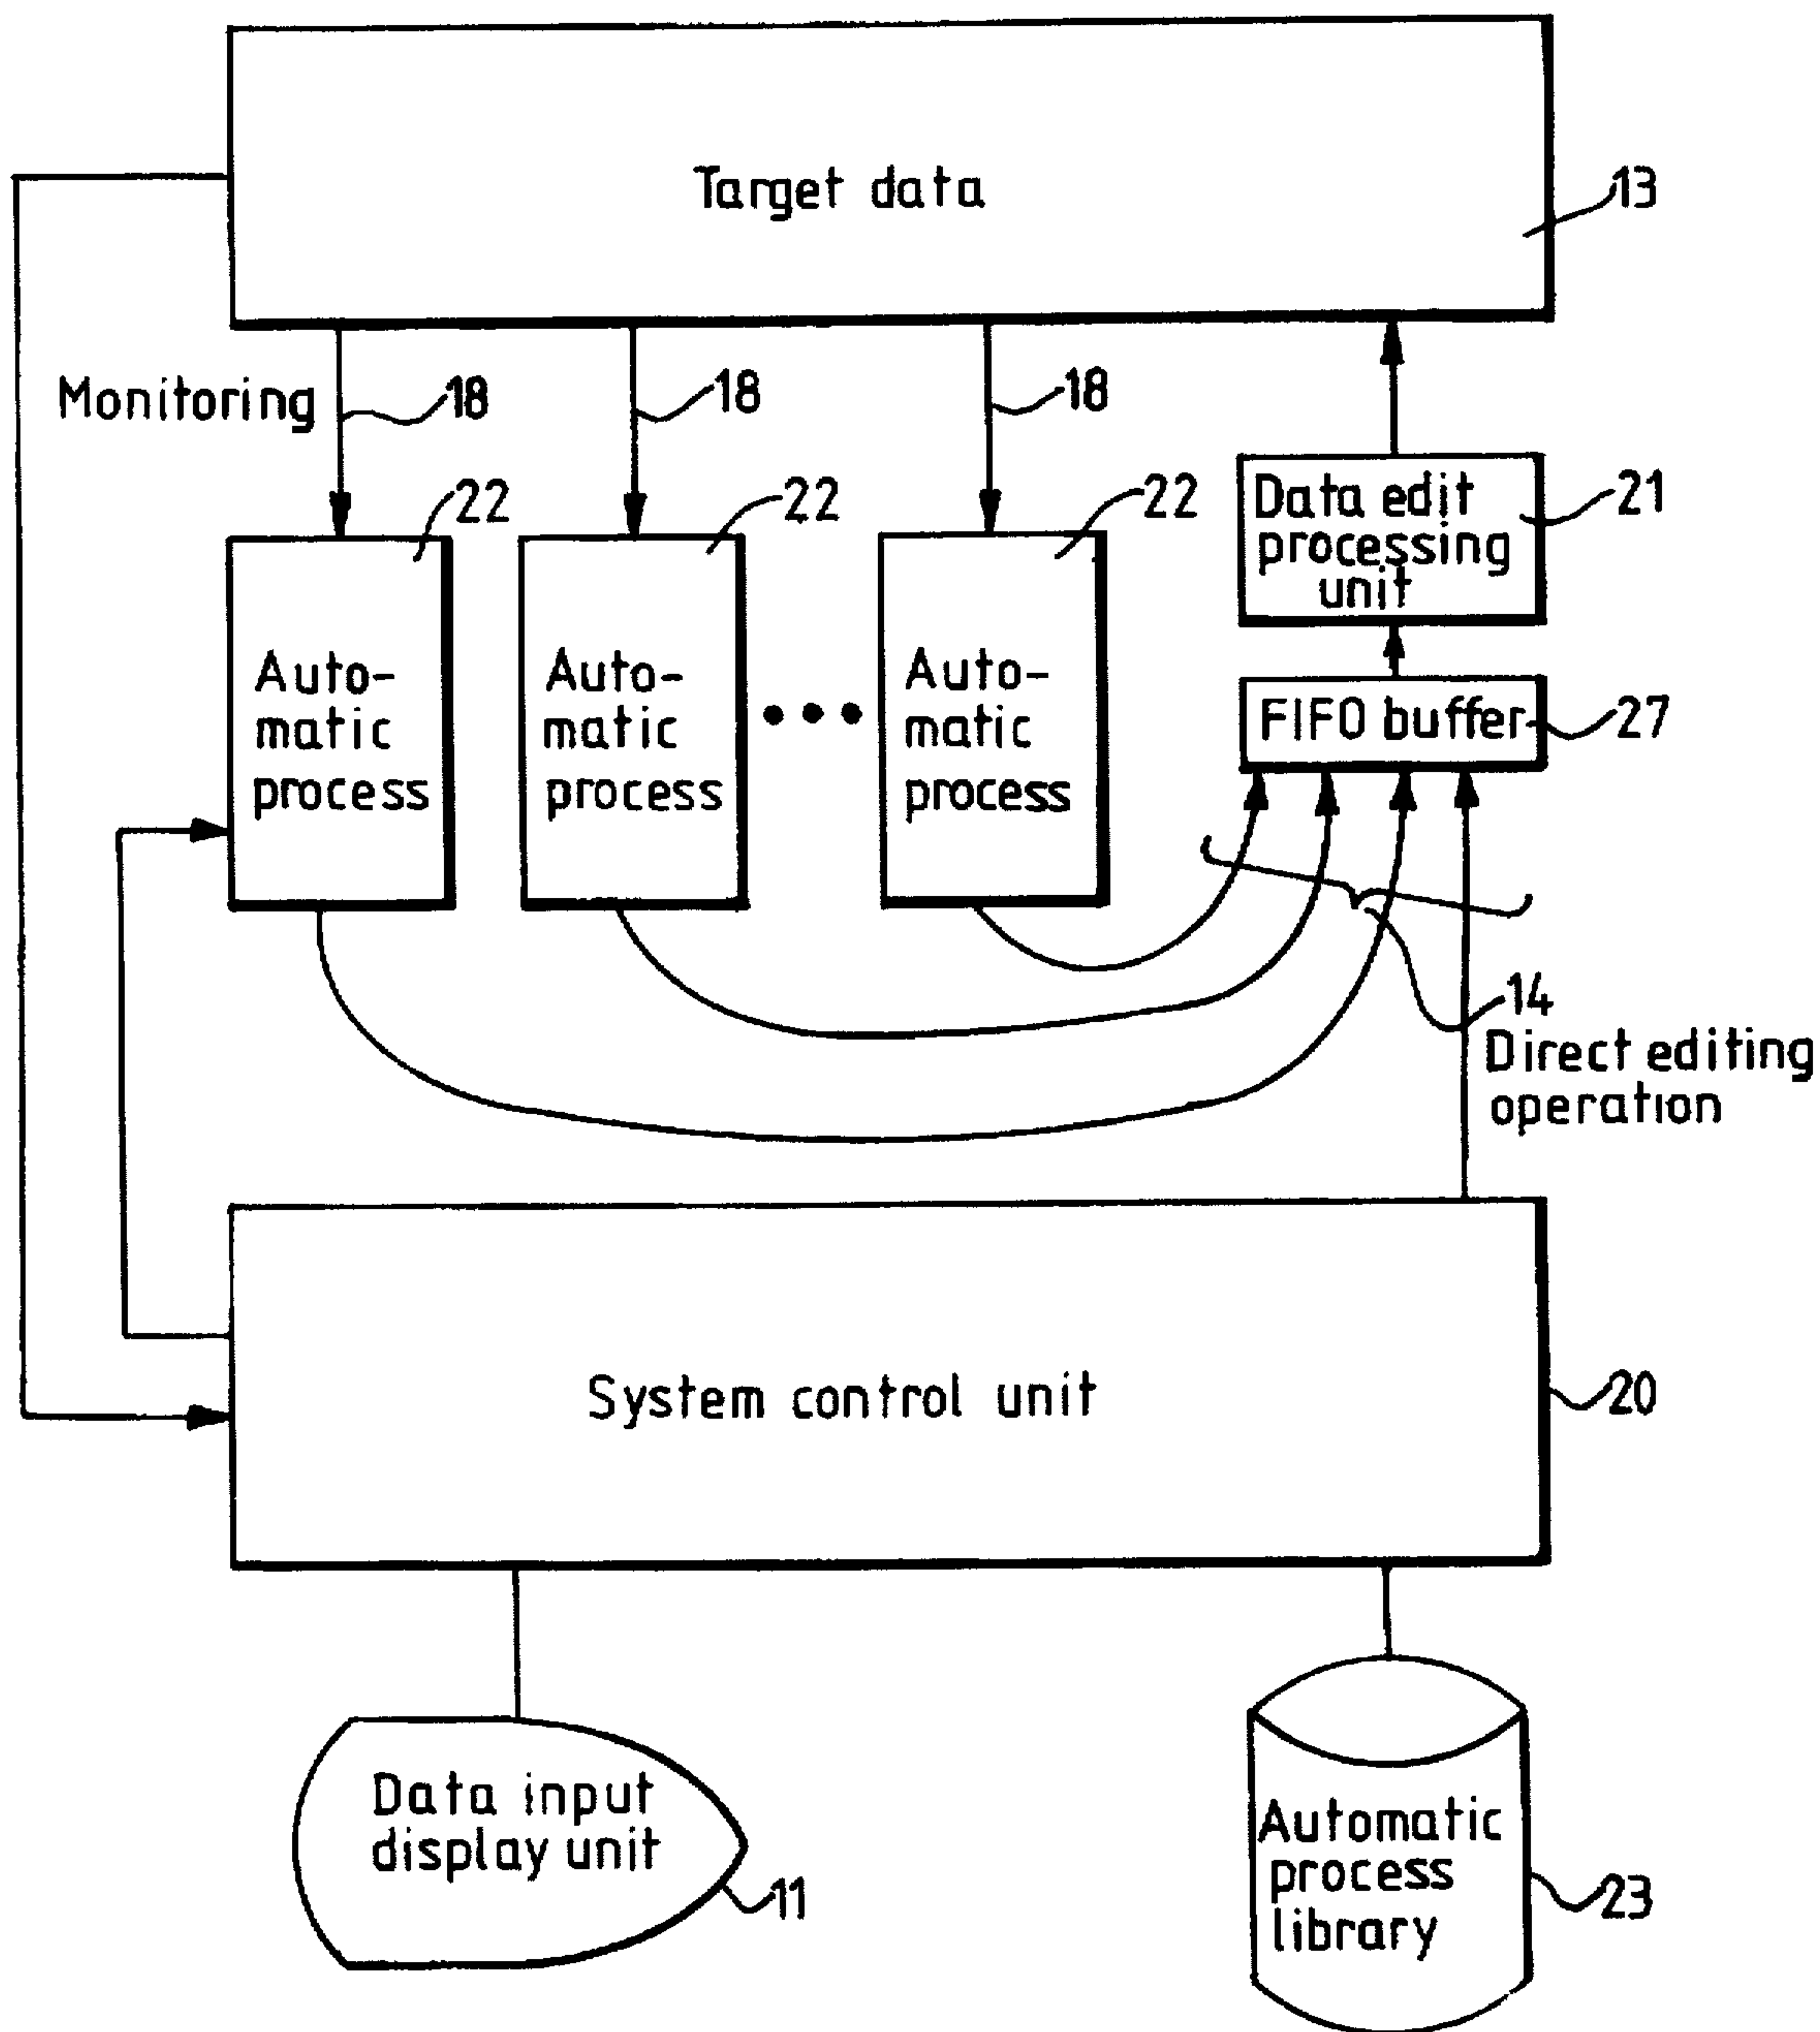 Target data
13
Monitoring
18
18
18
22
22
22
Data edit
processing
unit
21
Auto-
matic
process
Auto-
matic
process
Auto-
matic
process
FIFO buffer
27
14
Direct editing
operation
System control unit
20
Data input
display unit
11
Automatic
process
library
23